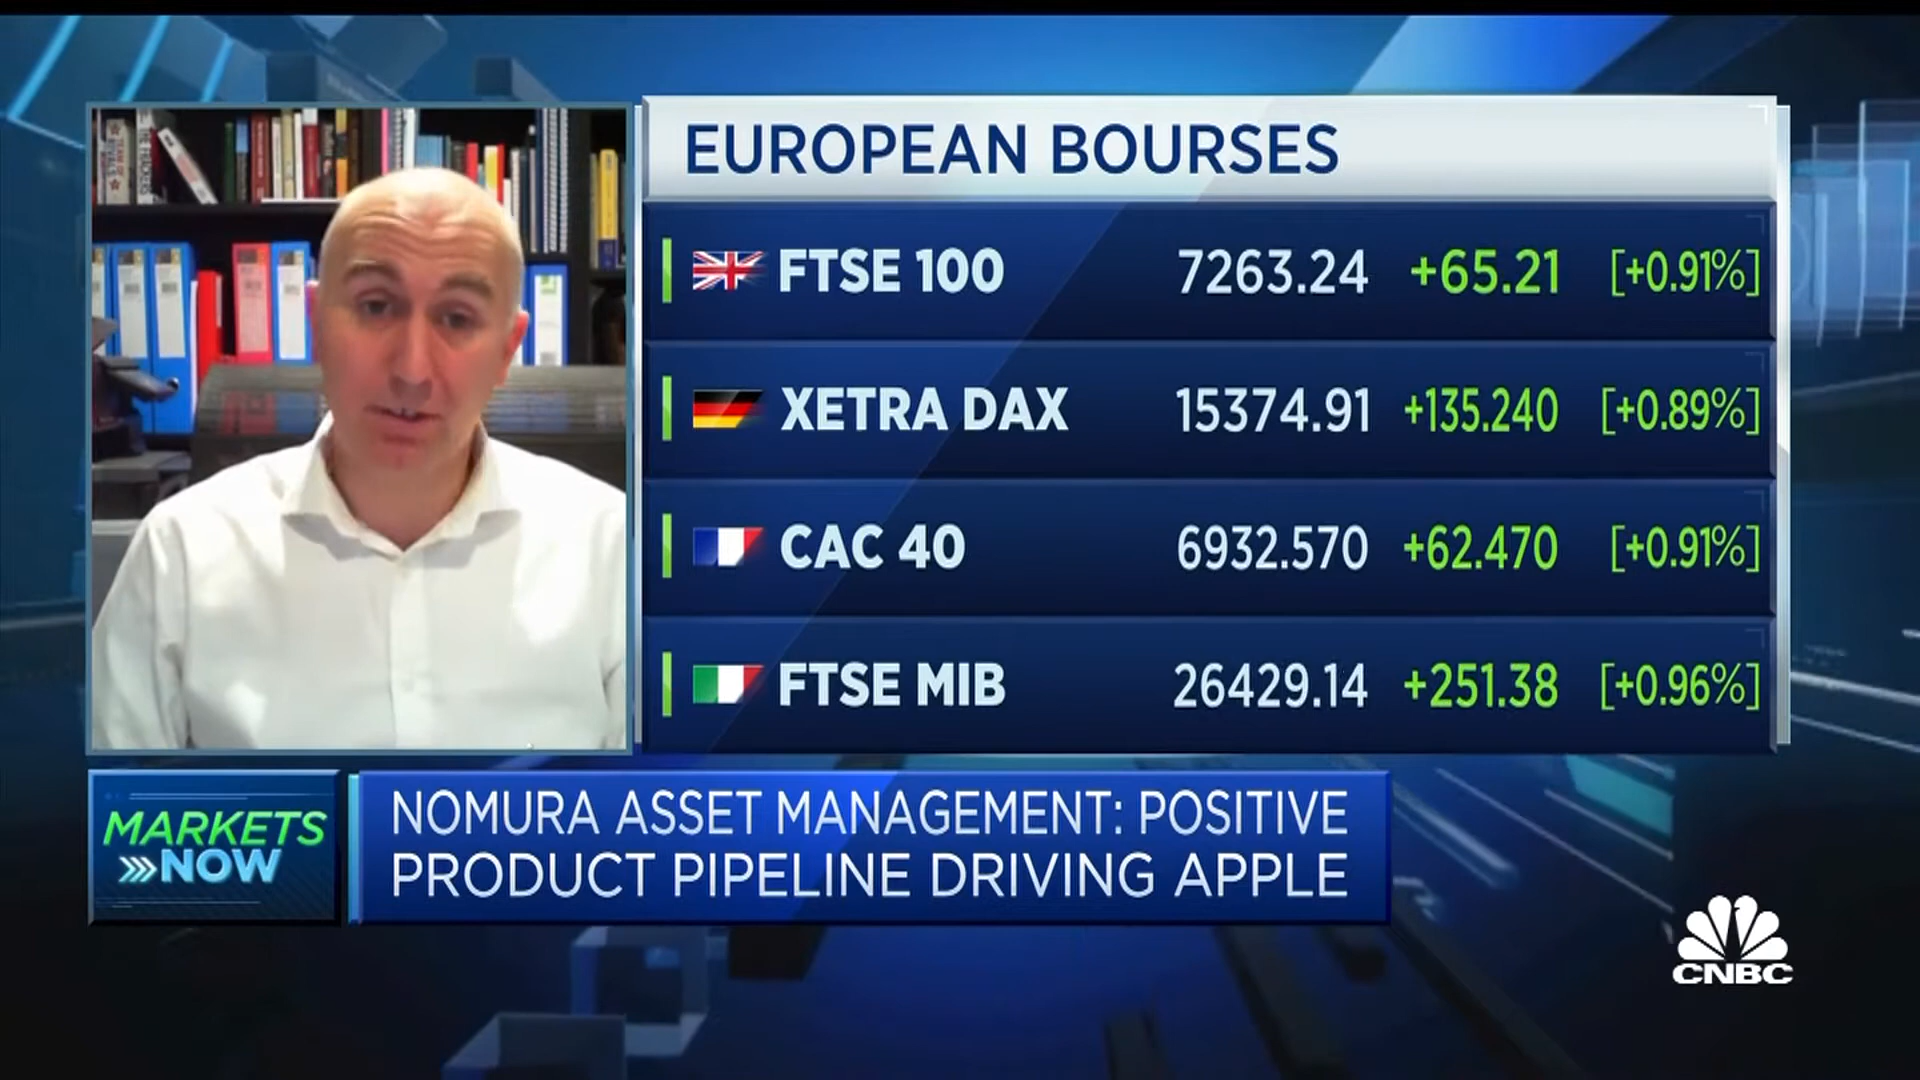 EUROPEAN BOURSES
FTSE 100 7263.24 +65.21 [+0.91%]
XETRA DAX 15374.91 +135.240 [+0.89%]
CAC 40 6932.570 +62.470 [+0.91%]
FTSE MIB 26429.14 +251.38 [+0.96%]
MARKETS
NOW
NOMURA ASSET MANAGEMENT: POSITIVE
PRODUCT PIPELINE DRIVING APPLE
CNBC